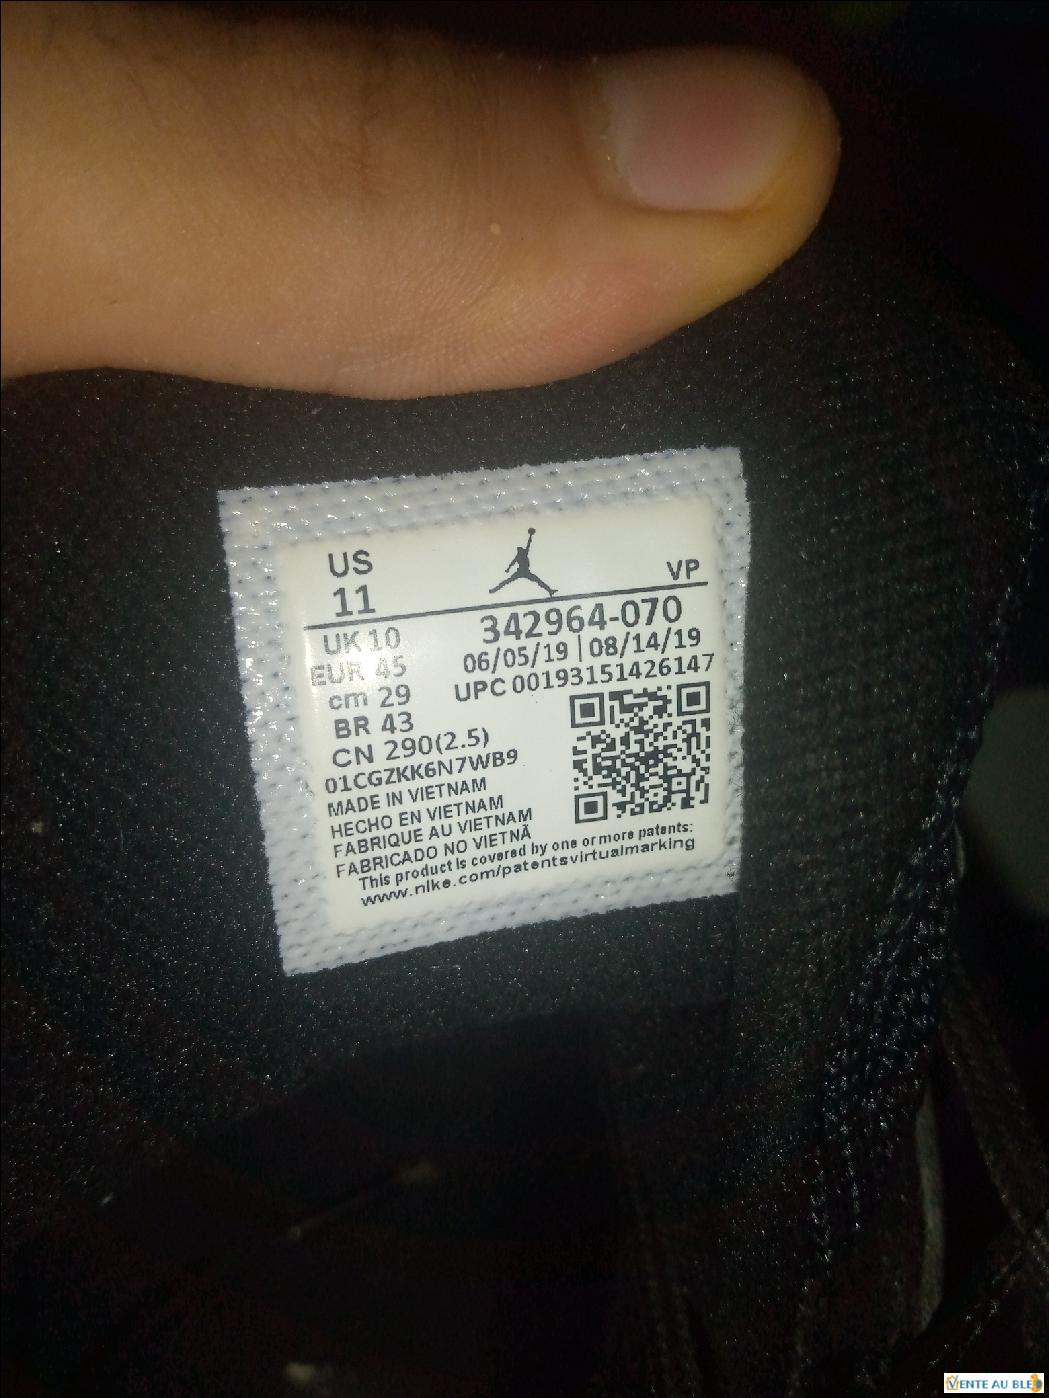 US
11
VP
342964-070
06/05/19 | 08/14/19
UPC 00193151426147
UK 10
EUR 45
cm 29
BR 43
CN 290(2.5)
01CGZKK6N7WB9
MADE IN VIETNAM
HECHO EN VIETNAM
FABRIQUE AU VIETNAM
FABRICADO NO VIETNÃ
This product is covered by one or more patents:
www.nike.com/patentsvirtualmarking
VENTE AU BLED